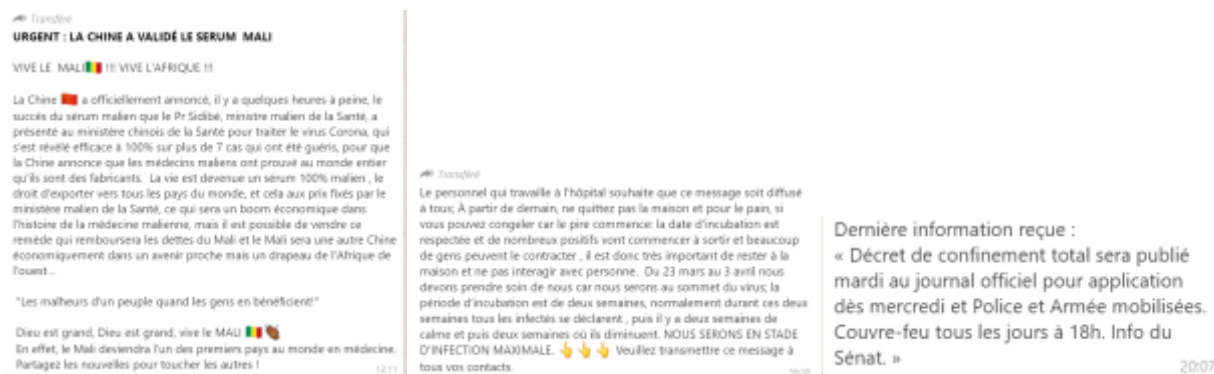 Transféré
URGENT : LA CHINE A VALIDÉ LE SERUM MALI
VIVE LE MALI🇲🇱 !!! VIVE L'AFRIQUE !!!
La Chine 🇨🇳 a officiellement annoncé, il y a quelques heures à peine, le
succès du sérum malien que le Pr Sidibé, ministre malien de la Santé, a
présenté au ministère chinois de la Santé pour traiter le virus Corona, qui
s'est révélé efficace à 100% sur plus de 7 cas qui ont été guéris, pour que
la Chine annonce que les médecins maliens ont prouvé au monde entier
qu'ils sont des fabricants. La vie est devenue un sérum 100% malien , le
droit d'exporter vers tous les pays du monde, et cela aux prix fixés par le
ministère malien de la Santé, ce qui sera un boom économique dans
l'histoire de la médecine malienne, mais il est possible de vendre ce
remède qui remboursera les dettes du Mali et le Mali sera une autre Chine
économiquement dans un avenir proche mais un drapeau de l'Afrique de
l'ouest ..
"Les malheurs d'un peuple quand les gens en bénéficient!"
Dieu est grand, Dieu est grand, vive le MALI 🇲🇱
En effet, le Mali deviendra l'un des premiers pays au monde en médecine.
Partagez les nouvelles pour toucher les autres !
13:11
Transféré
Le personnel qui travaille à l'hôpital souhaite que ce message soit diffusé
à tous; À partir de demain, ne quittez pas la maison et pour le pain, si
vous pouvez congeler car le pire commence: la date d'incubation est
respectée et de nombreux positifs vont commencer à sortir et beaucoup
de gens peuvent le contracter , il est donc très important de rester à la
maison et ne pas interagir avec personne. Du 23 mars au 3 avril nous
devons prendre soin de nous car nous serons au sommet du virus; la
période d'incubation est de deux semaines, normalement durant ces deux
semaines tous les infectés se déclarent , puis il y a deux semaines de
calme et puis deux semaines où ils diminuent. NOUS SERONS EN STADE
D'INFECTION MAXIMALE. 👆👆👆 Veuillez transmettre ce message à
tous vos contacts.
Dernière information reçue :
« Décret de confinement total sera publié
mardi au journal officiel pour application
dès mercredi et Police et Armée mobilisées.
Couvre-feu tous les jours à 18h. Info du
Sénat. »
20:07